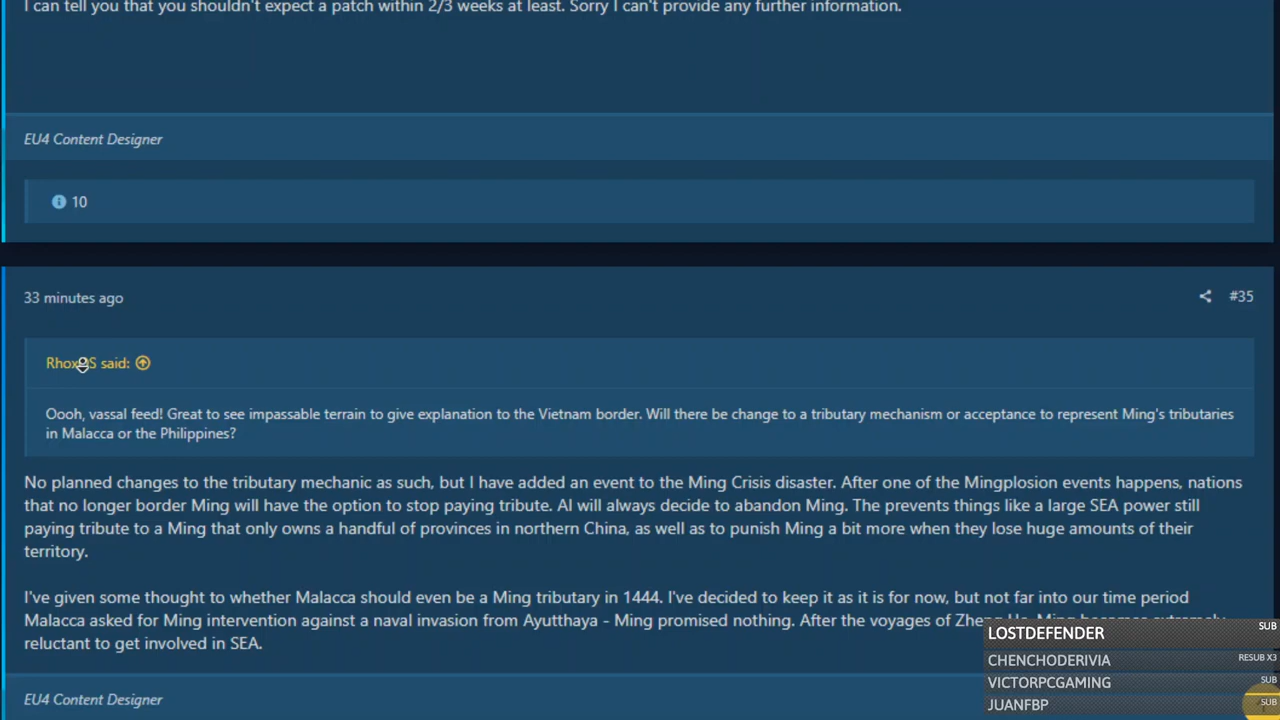 I can tell you that you shouldn't expect a patch within 2/3 weeks at least. Sorry I can't provide any further information.
EU4 Content Designer
10
33 minutes ago
#35
said:
Oooh, vassal feed! Great to see impassable terrain to give explanation to the Vietnam border. Will there be change to a tributary mechanism or acceptance to represent Ming's tributaries
in Malacca or the Philippines?
No planned changes to the tributary mechanic as such, but I have added an event to the Ming Crisis disaster. After one of the Mingplosion events happens, nations
that no longer border Ming will have the option to stop paying tribute. AI will always decide to abandon Ming. The prevents things like a large SEA power still
paying tribute to a Ming that only owns a handful of provinces in northern China, as well as to punish Ming a bit more when they lose huge amounts of their
territory.
I've given some thought to whether Malacca should even be a Ming tributary in 1444. I've decided to keep it as it is for now, but not far into our time period
Malacca asked for Ming intervention against a naval invasion from Ayutthaya - Ming promised nothing. After the voyages of Zheng
reluctant to get involved in SEA.
EU4 Content Designer
LOSTDEFENDER SUB
CHENCHODERIVIA RESUB X3
VICTORPCGAMING SUB
JUANFBP SUB